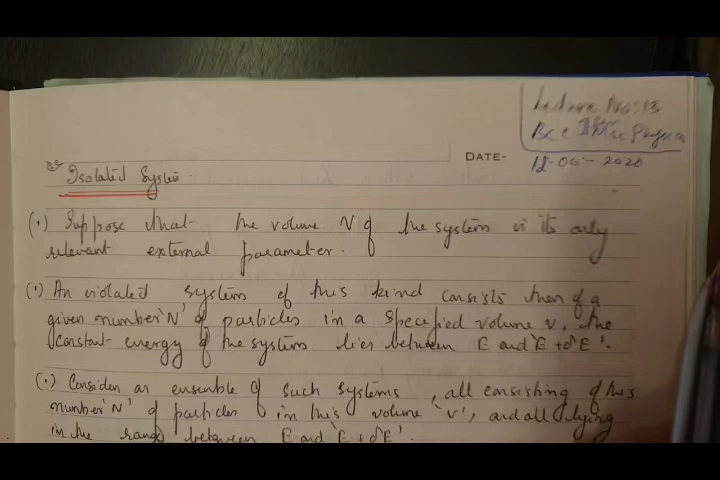 Lecture No: 13
Bsc Msc Physics
DATE- 12-06-2020
Isolated System
(•) Suppose that the volume V of the system is its only
relevant external parameter.
(•) An isolated system of this kind consists then of a
given number 'N' of particles in a specified volume v, the
constant energy of the system lies between E and 'E + δE'.
(•) Consider an ensemble of such systems, all consisting of this
number 'N' of particles in this volume 'V', and all lying
in the range between E and 'E + δE'.